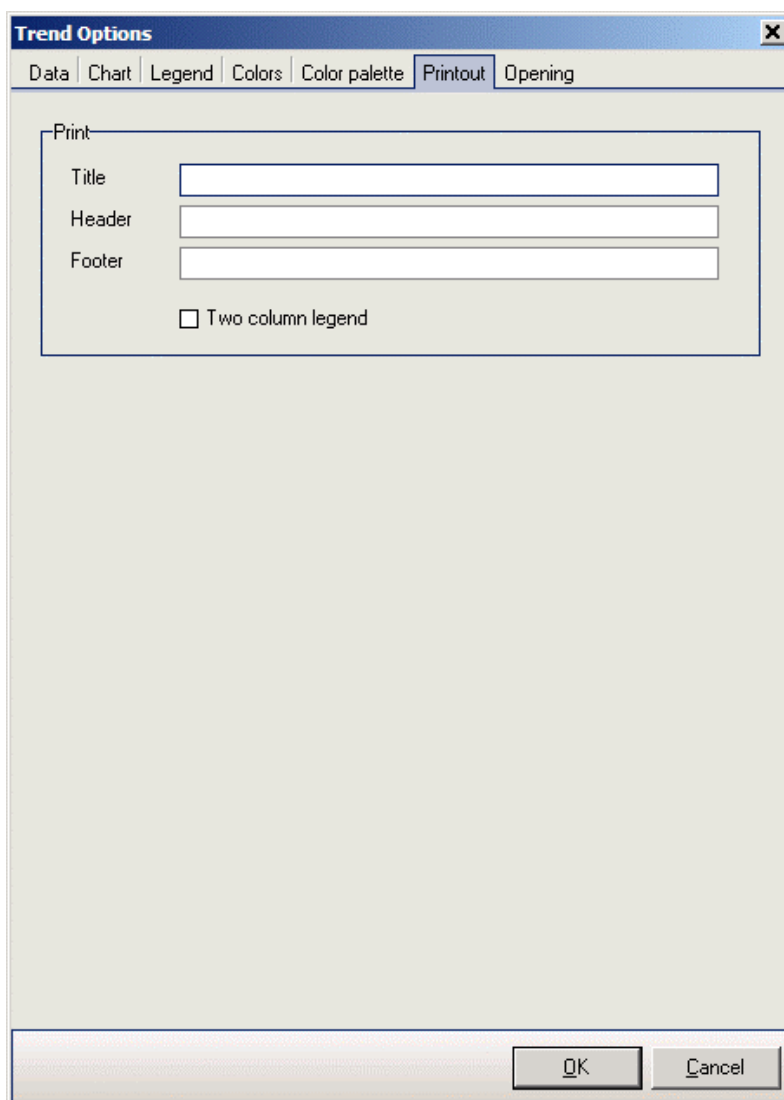 Trend Options
Data Chart Legend Colors Color palette Printout Opening
Print
Title
Header
Footer
Two column legend
OK Cancel